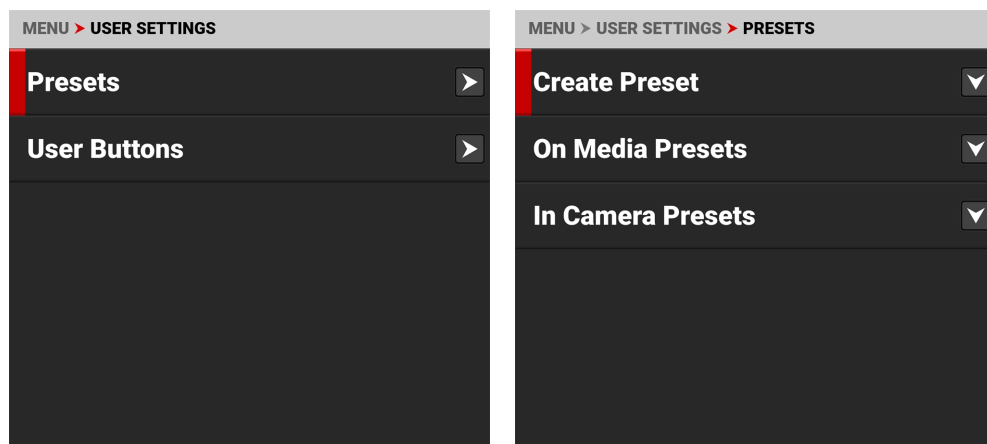 MENU ➤ USER SETTINGS
Presets
User Buttons
MENU ➤ USER SETTINGS ➤ PRESETS
Create Preset
On Media Presets
In Camera Presets